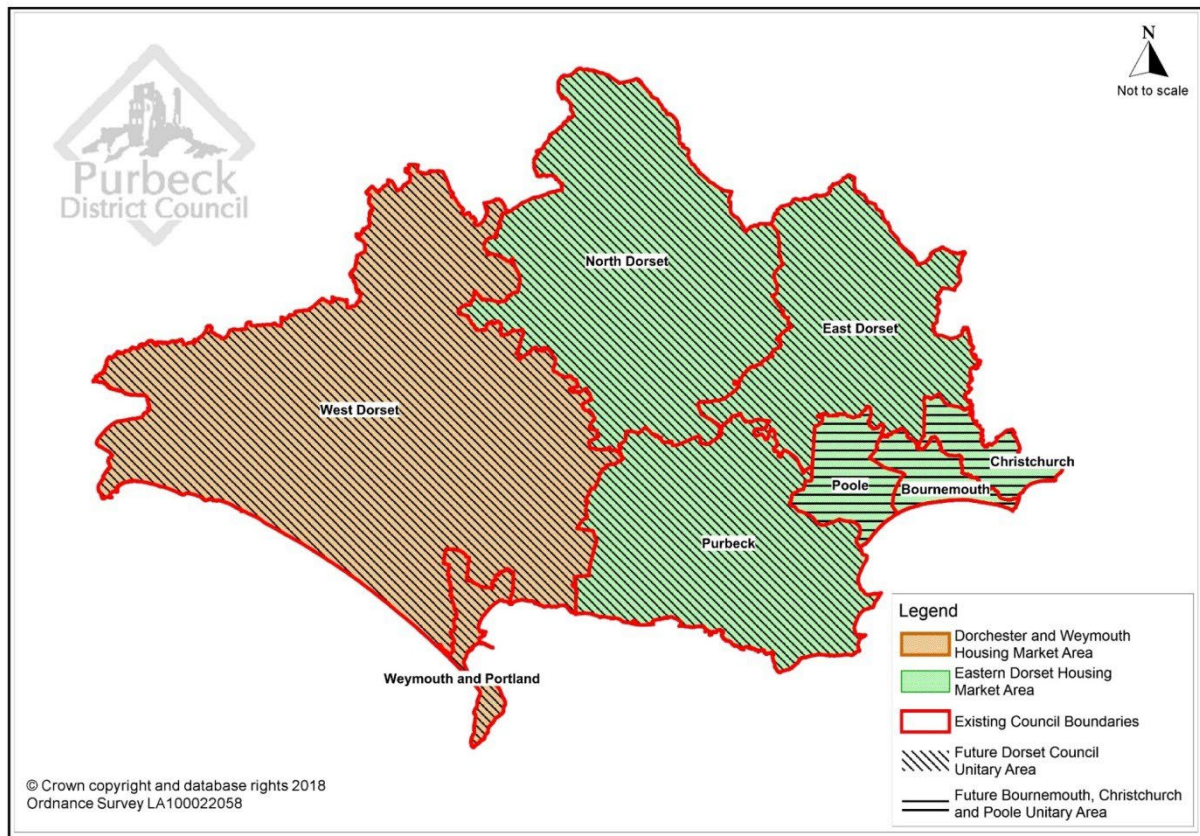 N
Not to scale
Purbeck
District Council
North Dorset
East Dorset
West Dorset
Christchurch
Poole
Bournemouth
Purbeck
Weymouth and Portland
Legend
Dorchester and Weymouth
Housing Market Area
Eastern Dorset Housing
Market Area
Existing Council Boundaries
Future Dorset Council
Unitary Area
Future Bournemouth, Christchurch
and Poole Unitary Area
© Crown copyright and database rights 2018
Ordnance Survey LA100022058